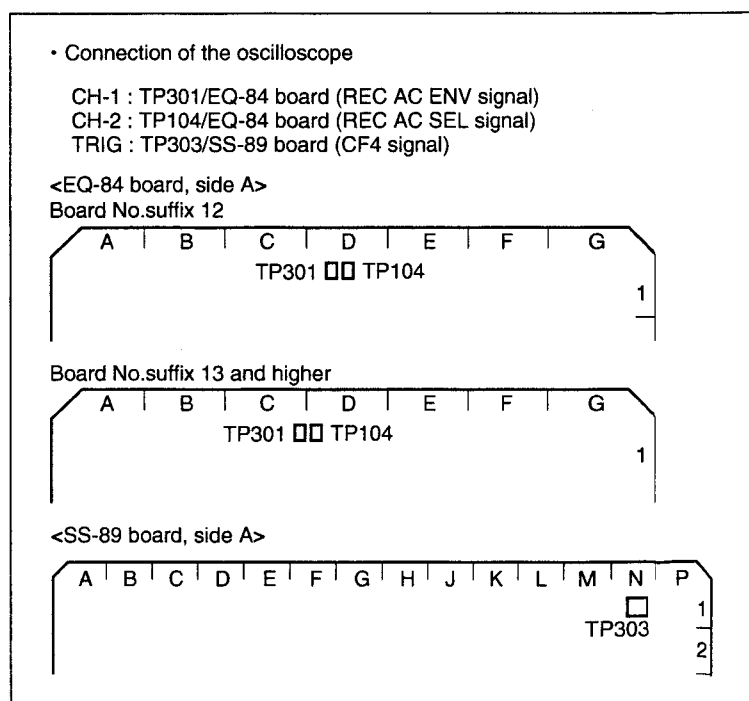 • Connection of the oscilloscope
CH-1 : TP301/EQ-84 board (REC AC ENV signal)
CH-2 : TP104/EQ-84 board (REC AC SEL signal)
TRIG : TP303/SS-89 board (CF4 signal)
<EQ-84 board, side A>
Board No.suffix 12
A B C D E F G
TP301 TP104
1
Board No.suffix 13 and higher
A B C D E F G
TP301 TP104
1
<SS-89 board, side A>
A B C D E F G H J K L M N P
1
TP303
2